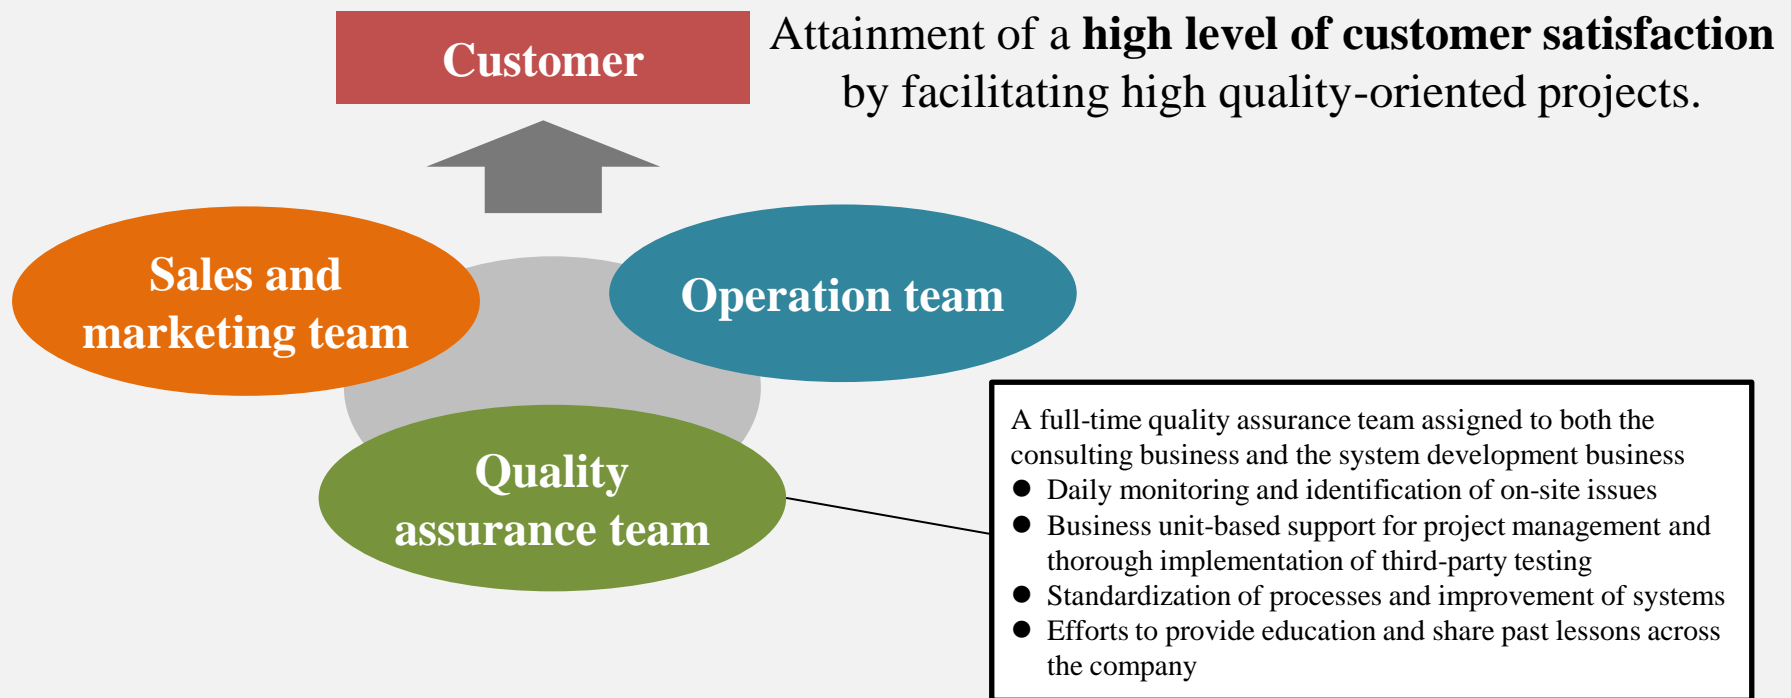 Customer
Attainment of a high level of customer satisfaction
by facilitating high quality-oriented projects.
Sales and
marketing team
Operation team
Quality
assurance team
A full-time quality assurance team assigned to both the
consulting business and the system development business
● Daily monitoring and identification of on-site issues
● Business unit-based support for project management and
thorough implementation of third-party testing
● Standardization of processes and improvement of systems
● Efforts to provide education and share past lessons across
the company